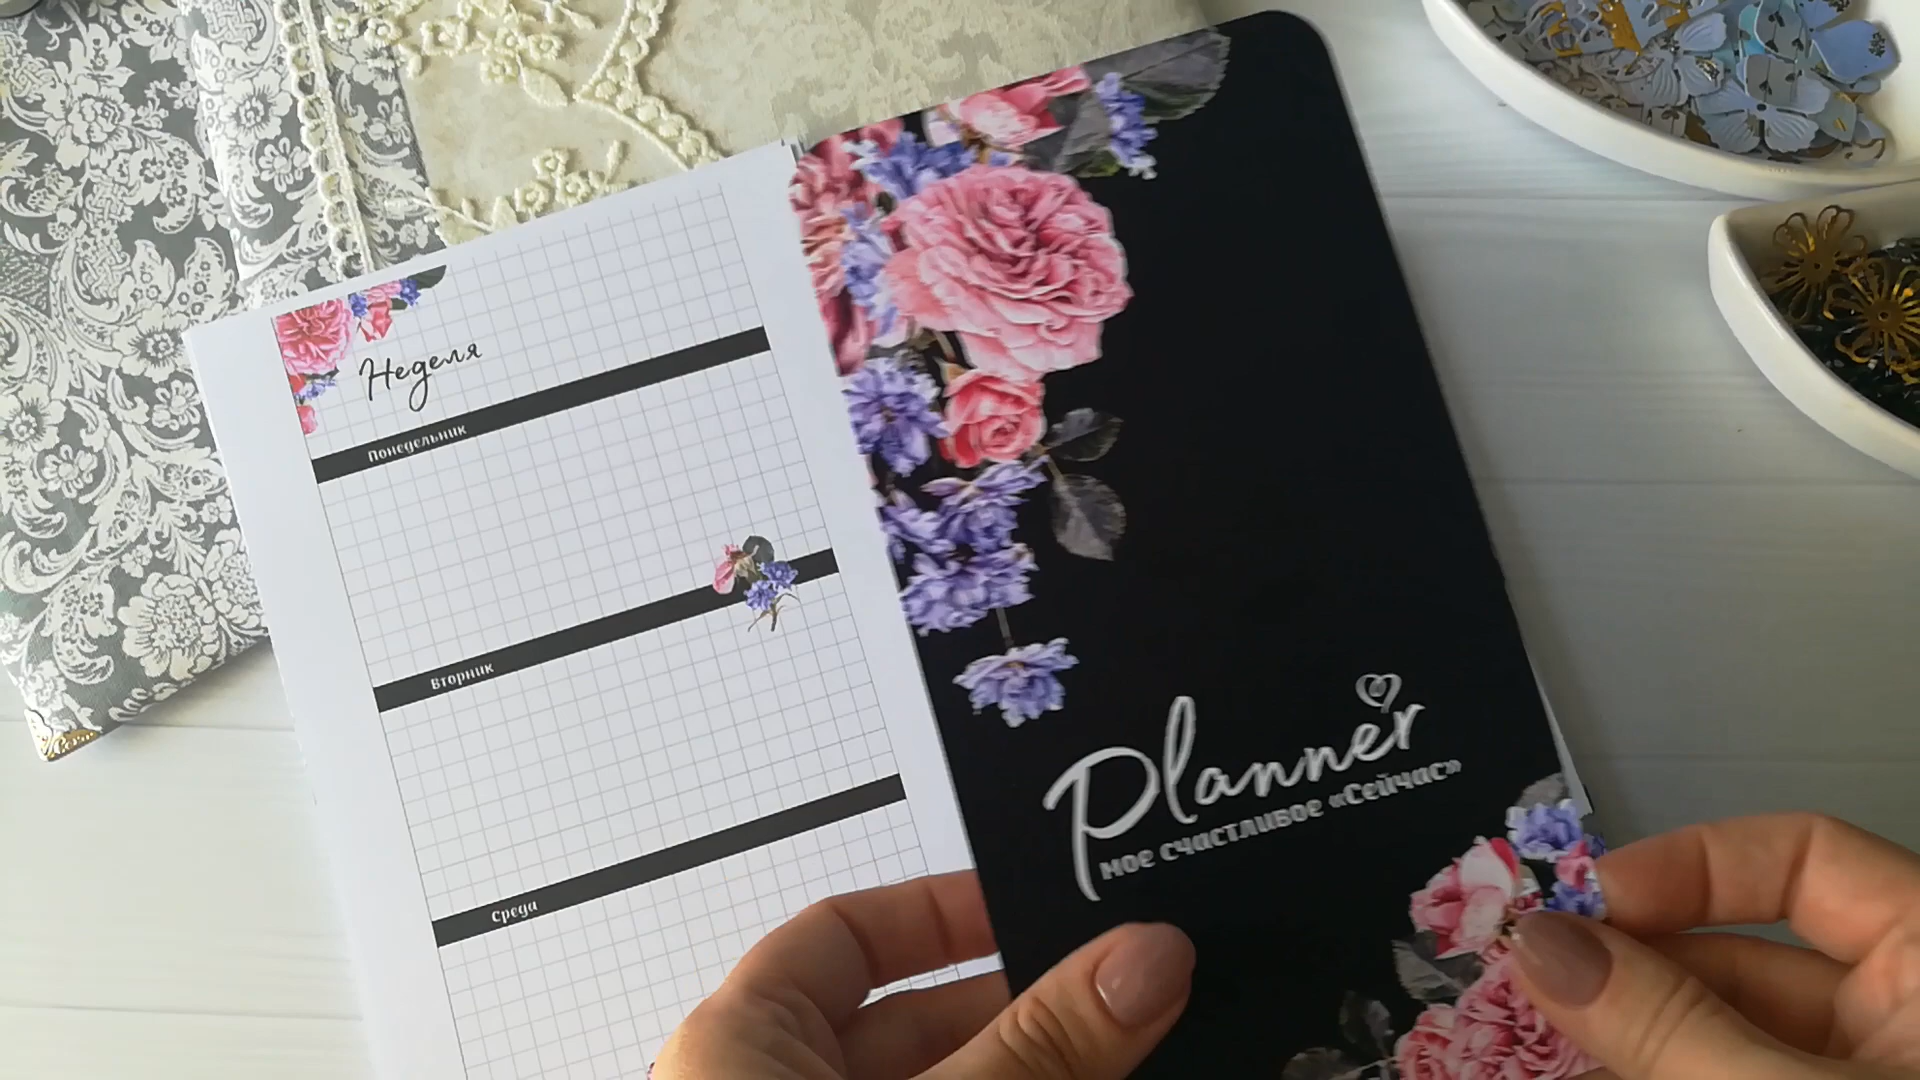 Неделя
Понедельник
Вторник
Среда
Planner
мое счастливое «Сейчас»